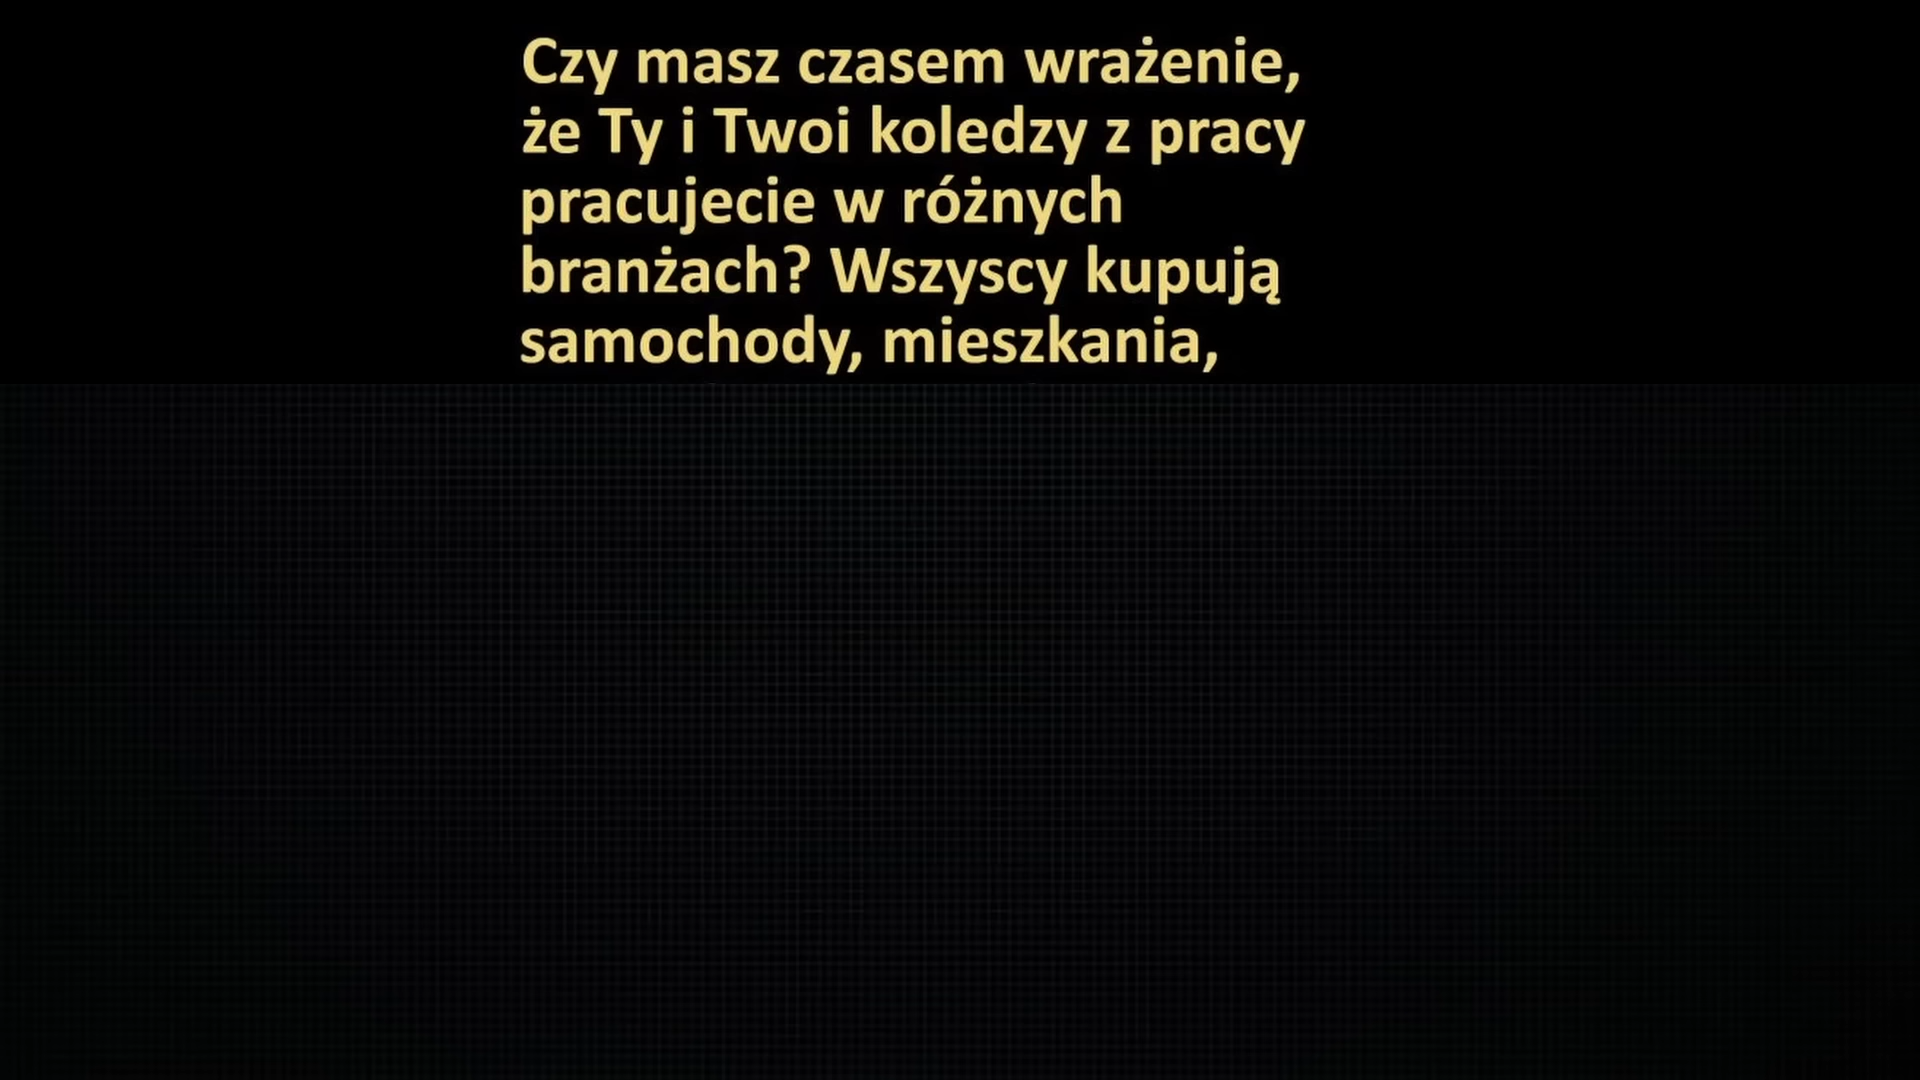 Czy masz czasem wrażenie,
że Ty i Twoi koledzy z pracy
pracujecie w różnych
branżach? Wszyscy kupują
samochody, mieszkania,